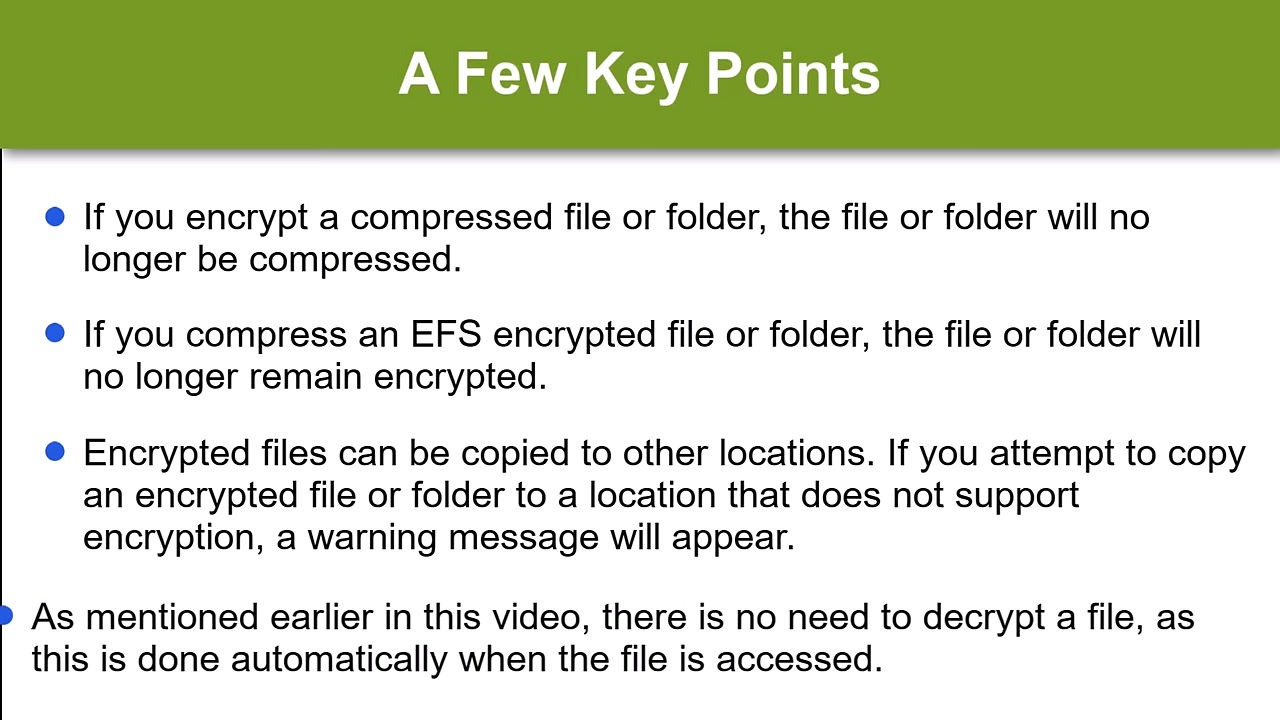 A Few Key Points
If you encrypt a compressed file or folder, the file or folder will no
longer be compressed.
If you compress an EFS encrypted file or folder, the file or folder will
no longer remain encrypted.
Encrypted files can be copied to other locations. If you attempt to copy
an encrypted file or folder to a location that does not support
encryption, a warning message will appear.
As mentioned earlier in this video, there is no need to decrypt a file, as
this is done automatically when the file is accessed.